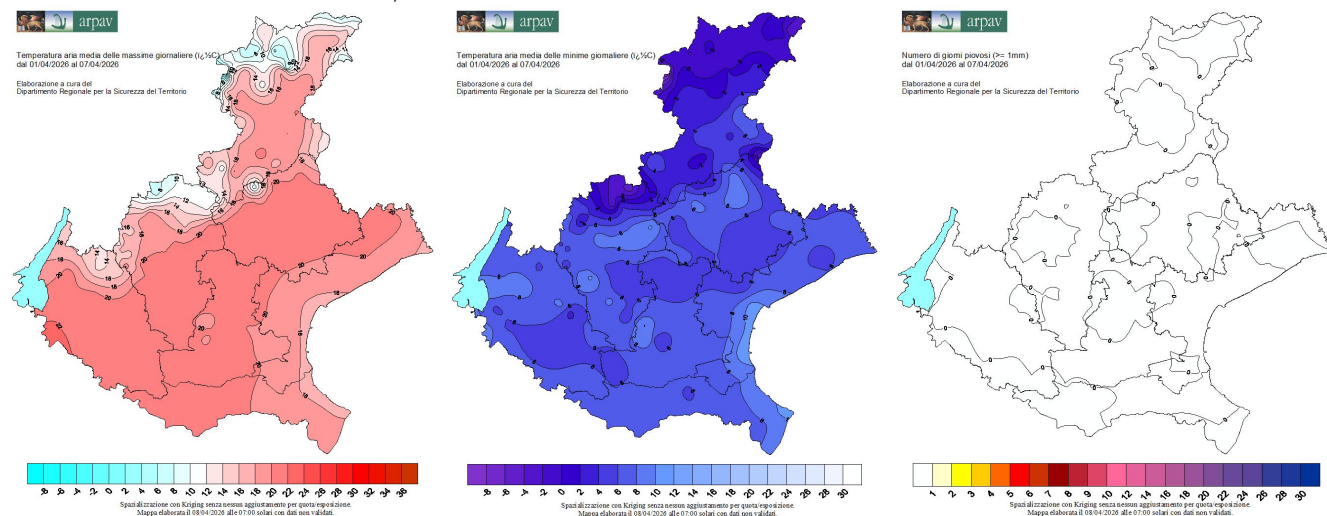 arpav
Temperatura aria media delle massime giornaliere (ï¿½C)
dal 01/04/2026 al 07/04/2026
Elaborazione a cura del
Dipartimento Regionale per la Sicurezza del Territorio
-8 -6 -4 -2 0 2 4 6 8 10 12 14 16 18 20 22 24 26 28 30 32 34 36
Spazializzazione con Kriging senza nessun aggiustamento per quota/esposizione.
Mappa elaborata il 08/04/2026 alle 07:00 solari con dati non validati.
arpav
Temperatura aria media delle minime giornaliere (ï¿½C)
dal 01/04/2026 al 07/04/2026
Elaborazione a cura del
Dipartimento Regionale per la Sicurezza del Territorio
-8 -6 -4 -2 0 2 4 6 8 10 12 14 16 18 20 22 24 26 28 30
Spazializzazione con Kriging senza nessun aggiustamento per quota/esposizione.
Mappa elaborata il 08/04/2026 alle 07:00 solari con dati non validati.
arpav
Numero di giorni piovosi (>= 1mm)
dal 01/04/2026 al 07/04/2026
Elaborazione a cura del
Dipartimento Regionale per la Sicurezza del Territorio
1 2 3 4 5 6 7 8 9 10 12 14 16 18 20 22 24 26 28 30
Spazializzazione con Kriging senza nessun aggiustamento per quota/esposizione.
Mappa elaborata il 08/04/2026 alle 07:00 solari con dati non validati.